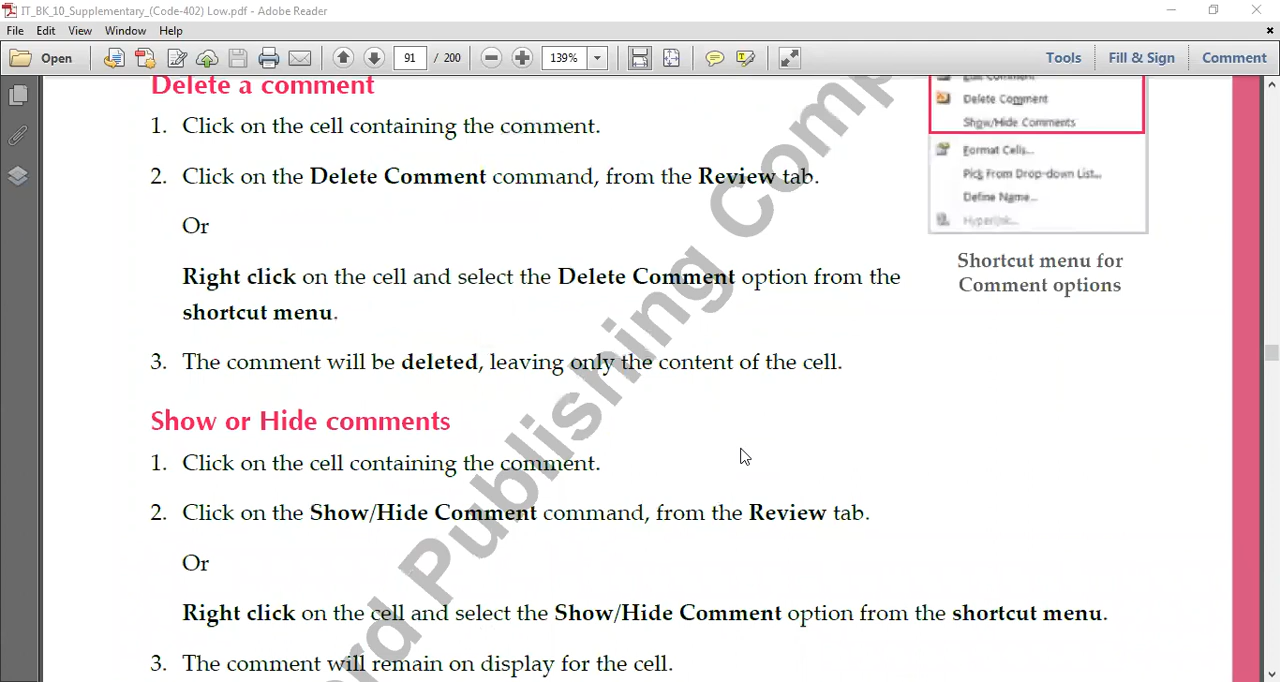 IT_BK_10_Supplementary_(Code-402) Low.pdf - Adobe Reader
File Edit View Window Help
Open 91 / 200 139% Tools Fill & Sign Comment
Delete a comment
Edit Comment
Delete Comment
Show/Hide Comments
Format Cells...
Pick From Drop-down List...
Define Name...
Hyperlink...
Shortcut menu for
Comment options
1. Click on the cell containing the comment.
2. Click on the Delete Comment command, from the Review tab.
Or
Right click on the cell and select the Delete Comment option from the
shortcut menu.
3. The comment will be deleted, leaving only the content of the cell.
Show or Hide comments
1. Click on the cell containing the comment.
2. Click on the Show/Hide Comment command, from the Review tab.
Or
Right click on the cell and select the Show/Hide Comment option from the shortcut menu.
3. The comment will remain on display for the cell.
Publishing